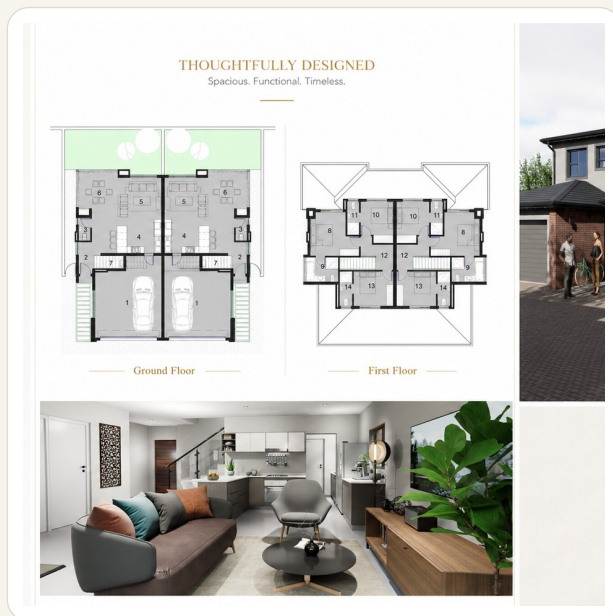 THOUGHTFULLY DESIGNED
Spacious. Functional. Timeless.
6 5 5 6
3 4 4 3
2 7 7 2
1 1
Ground Floor
11 10 10 11
8 8
9 12 12 9
14 13 13 14
First Floor